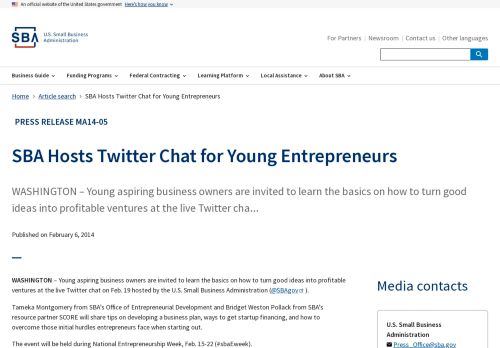 An official website of the United States government Here's how you know
SBA U.S. Small Business
Administration
For Partners | Newsroom | Contact us | Other languages
Business Guide Funding Programs Federal Contracting Learning Platform Local Assistance About SBA
Home Article search SBA Hosts Twitter Chat for Young Entrepreneurs
PRESS RELEASE MA14-05
SBA Hosts Twitter Chat for Young Entrepreneurs
WASHINGTON – Young aspiring business owners are invited to learn the basics on how to turn good
ideas into profitable ventures at the live Twitter cha...
Published on February 6, 2014
WASHINGTON – Young aspiring business owners are invited to learn the basics on how to turn good ideas into profitable
ventures at the live Twitter chat on Feb. 19 hosted by the U.S. Small Business Administration (@SBAgov ).
Tameka Montgomery from SBA's Office of Entrepreneurial Development and Bridget Weston Pollack from SBA's
resource partner SCORE will share tips on developing a business plan, ways to get startup financing, and how to
overcome those initial hurdles entrepreneurs face when starting out.
The event will be held during National Entrepreneurship Week, Feb. 15-22 (#sbaEweek).
Media contacts
U.S. Small Business
Administration
Press_Office@sba.gov